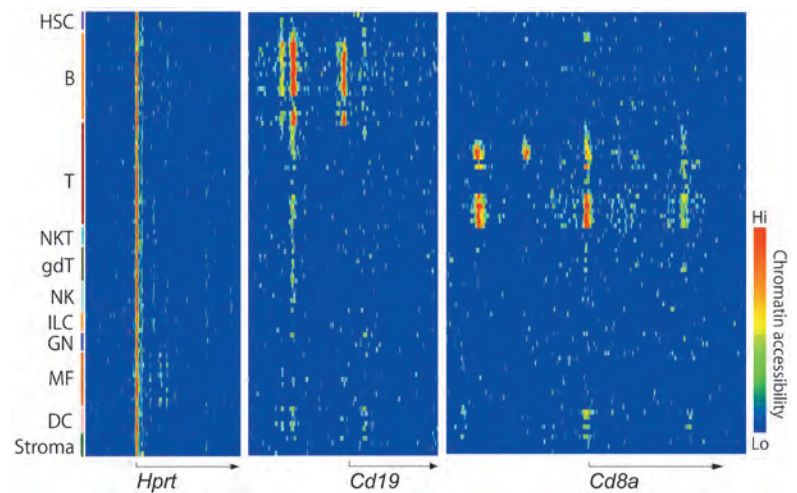 HSC
B
T
NKT
gdT
NK
ILC
GN
MF
DC
Stroma
Hprt
Cd19
Cd8a
Hi
Chromatin accessibility
Lo